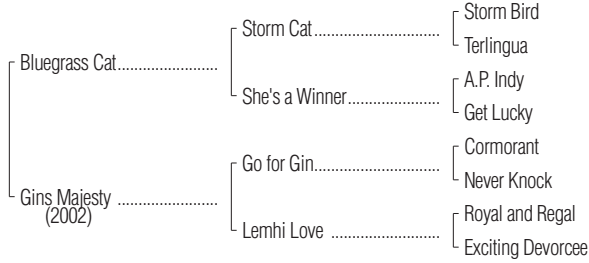 Storm Bird
Storm Cat
Terlingua
Bluegrass Cat
A.P. Indy
She's a Winner
Get Lucky
Cormorant
Go for Gin
Never Knock
Gins Majesty
(2002)
Royal and Regal
Lemhi Love
Exciting Devorcee